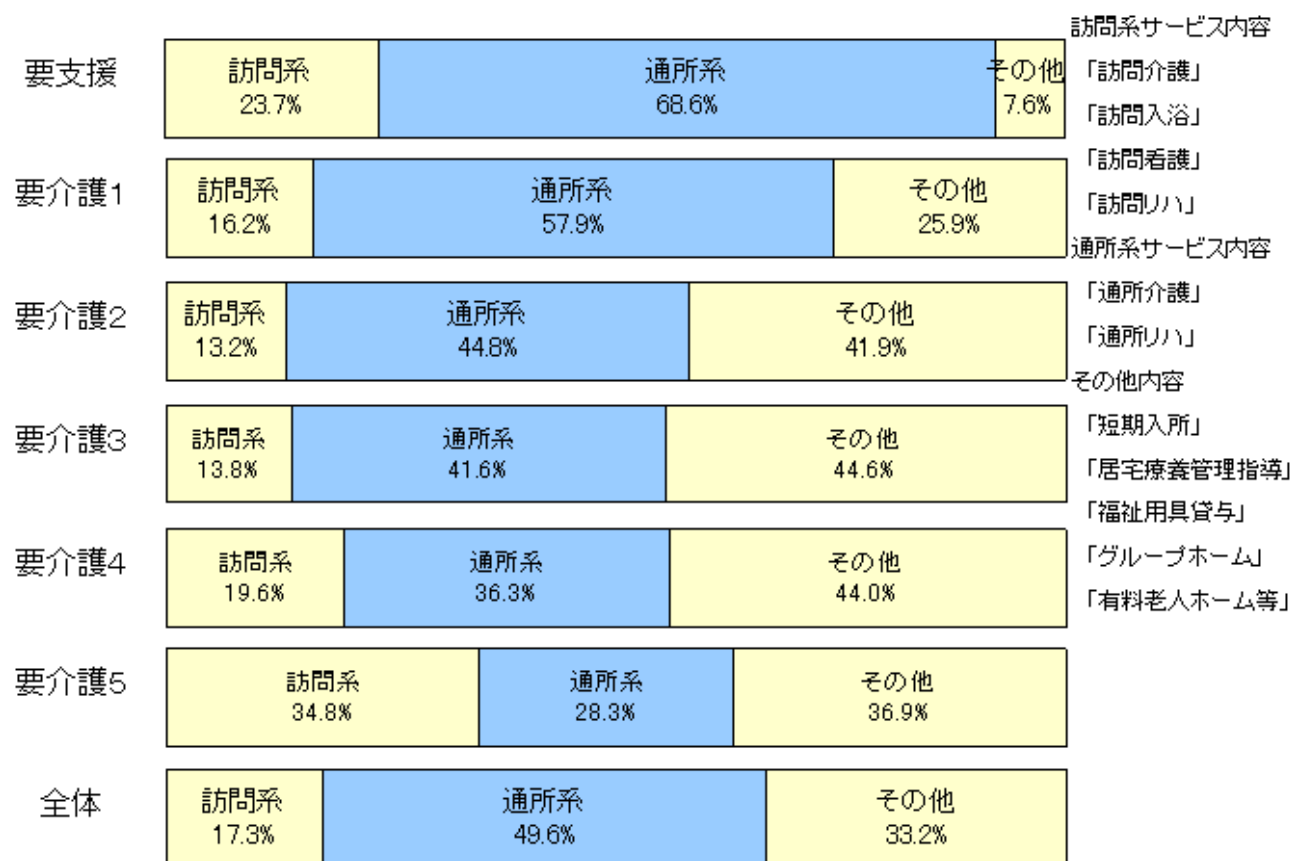 要支援
訪問系
23.7%
通所系
68.6%
その他
7.6%
要介護1
訪問系
16.2%
通所系
57.9%
その他
25.9%
要介護2
訪問系
13.2%
通所系
44.8%
その他
41.9%
要介護3
訪問系
13.8%
通所系
41.6%
その他
44.6%
要介護4
訪問系
19.6%
通所系
36.3%
その他
44.0%
要介護5
訪問系
34.8%
通所系
28.3%
その他
36.9%
全体
訪問系
17.3%
通所系
49.6%
その他
33.2%
訪問系サービス内容
「訪問介護」
「訪問入浴」
「訪問看護」
「訪問リハ」
通所系サービス内容
「通所介護」
「通所リハ」
その他内容
「短期入所」
「居宅療養管理指導」
「福祉用具貸与」
「グループホーム」
「有料老人ホーム等」